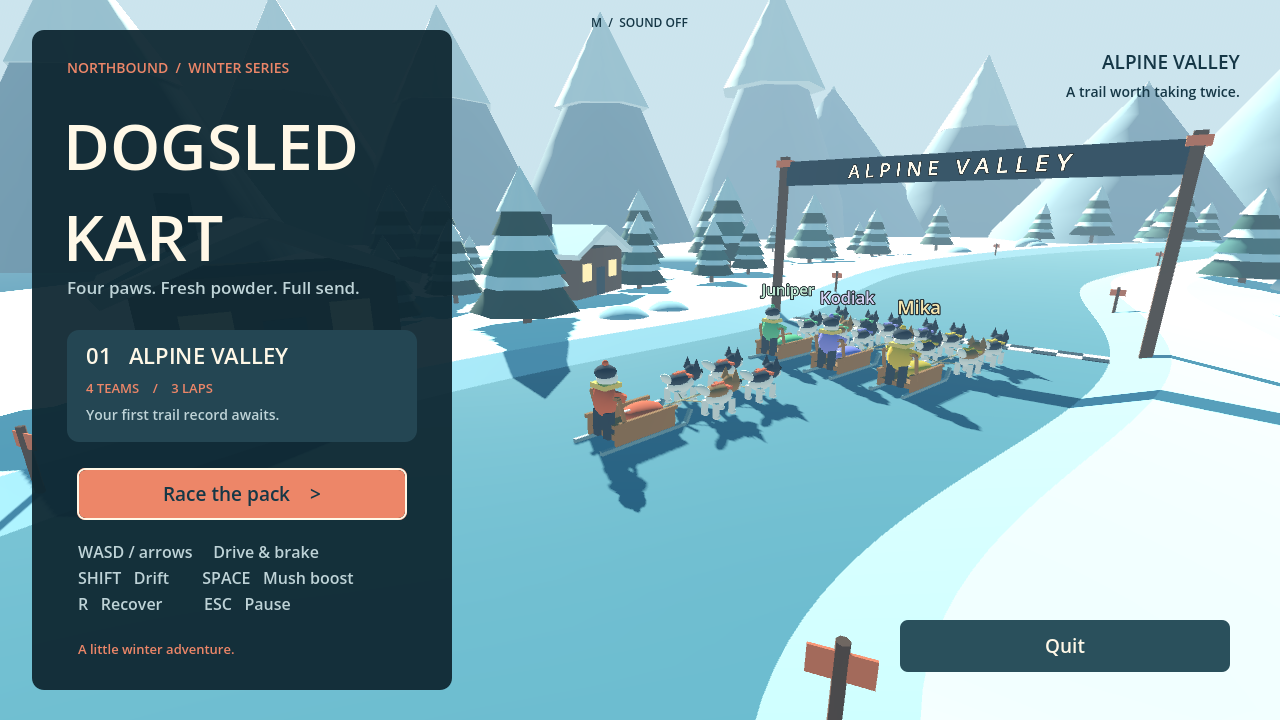 M / SOUND OFF
NORTHBOUND / WINTER SERIES
DOGSLED
KART
Four paws. Fresh powder. Full send.
01 ALPINE VALLEY
4 TEAMS / 3 LAPS
Your first trail record awaits.
Race the pack >
WASD / arrows Drive & brake
SHIFT Drift SPACE Mush boost
R Recover ESC Pause
A little winter adventure.
ALPINE VALLEY
A trail worth taking twice.
ALPINE VALLEY
Juniper
Kodiak
Mika
Quit